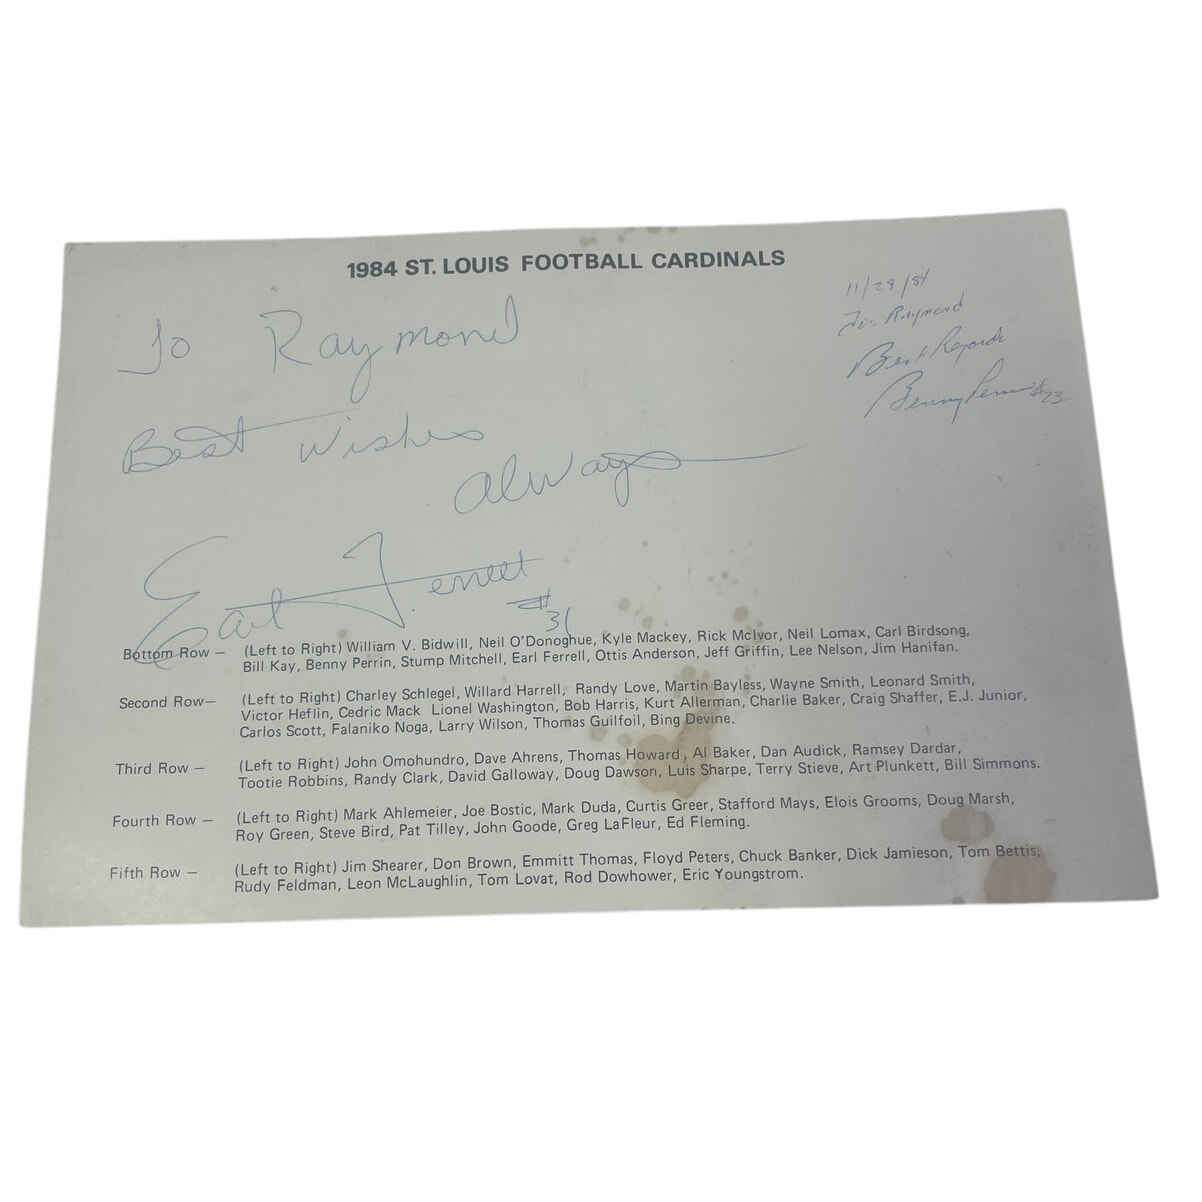 1984 ST. LOUIS FOOTBALL CARDINALS
To Raymond
Best Wishes
always
Earl Ferrell
#31
11/28/84
To: Raymond
Best Regards
Benny Perrin #23
Bottom Row — (Left to Right) William V. Bidwill, Neil O'Donoghue, Kyle Mackey, Rick McIvor, Neil Lomax, Carl Birdsong,
Bill Kay, Benny Perrin, Stump Mitchell, Earl Ferrell, Ottis Anderson, Jeff Griffin, Lee Nelson, Jim Hanifan.
Second Row— (Left to Right) Charley Schlegel, Willard Harrell, Randy Love, Martin Bayless, Wayne Smith, Leonard Smith,
Victor Heflin, Cedric Mack Lionel Washington, Bob Harris, Kurt Allerman, Charlie Baker, Craig Shaffer, E.J. Junior,
Carlos Scott, Falaniko Noga, Larry Wilson, Thomas Guilfoil, Bing Devine.
Third Row — (Left to Right) John Omohundro, Dave Ahrens, Thomas Howard, Al Baker, Dan Audick, Ramsey Dardar,
Tootie Robbins, Randy Clark, David Galloway, Doug Dawson, Luis Sharpe, Terry Stieve, Art Plunkett, Bill Simmons.
Fourth Row — (Left to Right) Mark Ahlemeier, Joe Bostic, Mark Duda, Curtis Greer, Stafford Mays, Elois Grooms, Doug Marsh,
Roy Green, Steve Bird, Pat Tilley, John Goode, Greg LaFleur, Ed Fleming.
Fifth Row — (Left to Right) Jim Shearer, Don Brown, Emmitt Thomas, Floyd Peters, Chuck Banker, Dick Jamieson, Tom Bettis,
Rudy Feldman, Leon McLaughlin, Tom Lovat, Rod Dowhower, Eric Youngstrom.